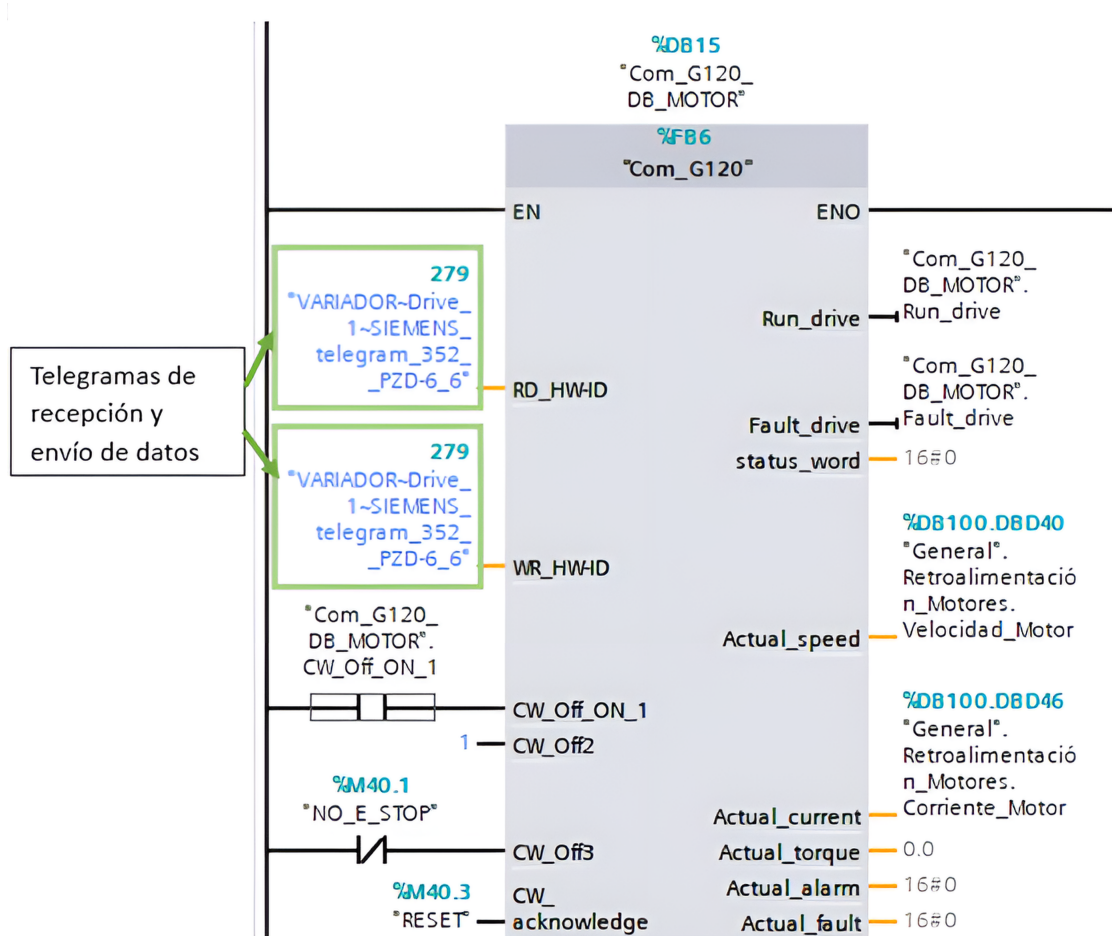 %DB15
"Com_G120_
DB_MOTOR"
%FB6
"Com_G120"
EN
ENO
279
"VARIADOR~Drive_
1~SIEMENS_
telegram_352_
_PZD-6_6"
RD_HW-ID
Telegramas de
recepción y
envío de datos
279
"VARIADOR~Drive_
1~SIEMENS_
telegram_352_
_PZD-6_6"
WR_HW-ID
"Com_G120_
DB_MOTOR".
CW_Off_ON_1
CW_Off_ON_1
1
CW_Off2
%M40.1
"NO_E_STOP"
CW_Off3
%M40.3
"RESET"
CW_
acknowledge
Run_drive
"Com_G120_
DB_MOTOR".
Run_drive
Fault_drive
"Com_G120_
DB_MOTOR".
Fault_drive
status_word
16#0
Actual_speed
%DB100.DBD40
"General".
Retroalimentació
n_Motores.
Velocidad_Motor
Actual_current
%DB100.DBD46
"General".
Retroalimentació
n_Motores.
Corriente_Motor
Actual_torque
0.0
Actual_alarm
16#0
Actual_fault
16#0